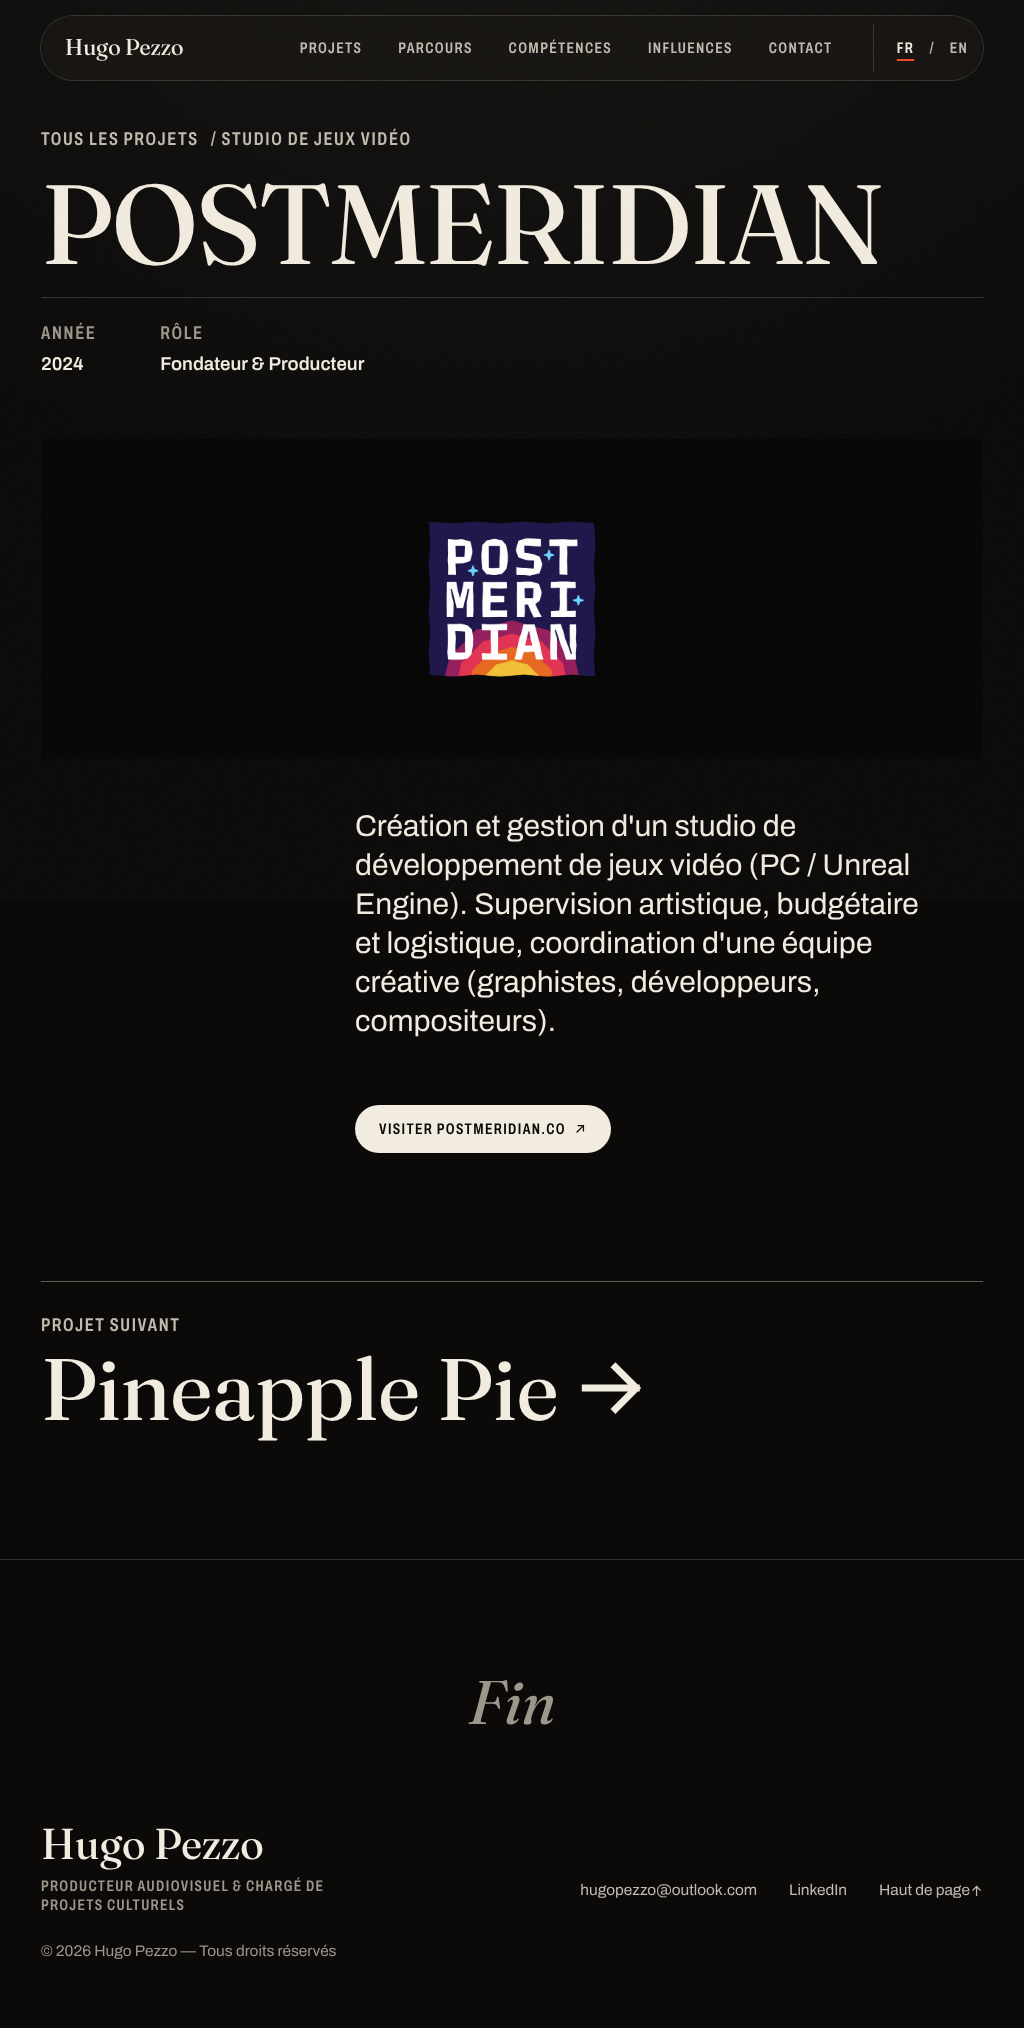 Hugo Pezzo
PROJETS PARCOURS COMPÉTENCES INFLUENCES CONTACT FR / EN
TOUS LES PROJETS / STUDIO DE JEUX VIDÉO
POSTMERIDIAN
ANNÉE RÔLE
2024 Fondateur & Producteur
POST
MERI
DIAN
Création et gestion d'un studio de
développement de jeux vidéo (PC / Unreal
Engine). Supervision artistique, budgétaire
et logistique, coordination d'une équipe
créative (graphistes, développeurs,
compositeurs).
VISITER POSTMERIDIAN.CO ↗
PROJET SUIVANT
Pineapple Pie →
Fin
Hugo Pezzo
PRODUCTEUR AUDIOVISUEL & CHARGÉ DE
PROJETS CULTURELS
hugopezzo@outlook.com LinkedIn Haut de page↑
© 2026 Hugo Pezzo — Tous droits réservés